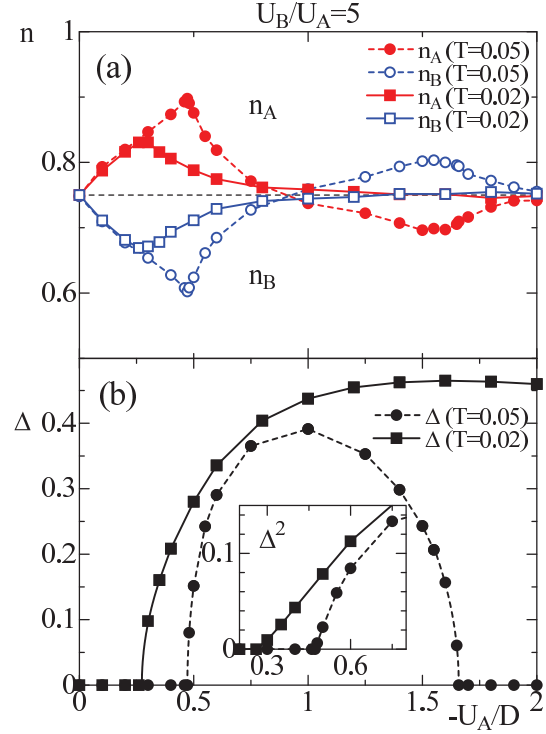 U_B/U_A=5
n
1
(a)
n_A (T=0.05)
n_B (T=0.05)
n_A (T=0.02)
n_B (T=0.02)
n_A
0.8
n_B
0.6
(b)
Δ
0.4
Δ (T=0.05)
Δ (T=0.02)
0.3
0.2
Δ²
0.1
0
0.3
0.6
0.1
0
0
0.5
1
1.5
2
-U_A/D